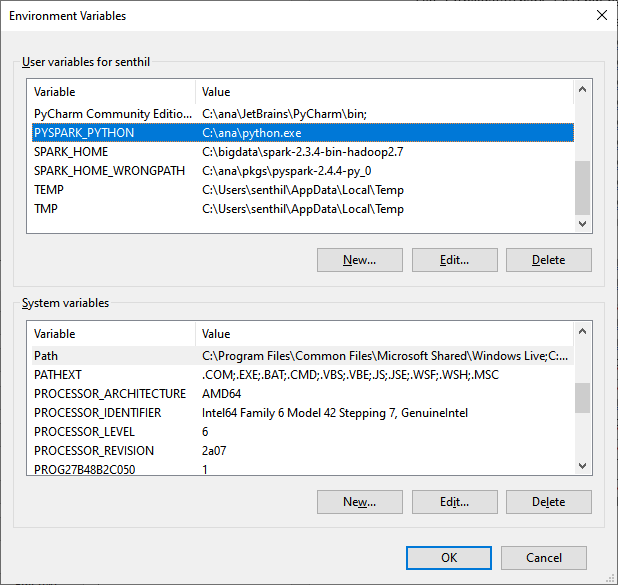 Environment Variables
User variables for senthil
Variable Value
PyCharm Community Editio... C:\ana\JetBrains\PyCharm\bin;
PYSPARK_PYTHON C:\ana\python.exe
SPARK_HOME C:\bigdata\spark-2.3.4-bin-hadoop2.7
SPARK_HOME_WRONGPATH C:\ana\pkgs\pyspark-2.4.4-py_0
TEMP C:\Users\senthil\AppData\Local\Temp
TMP C:\Users\senthil\AppData\Local\Temp
New... Edit... Delete
System variables
Variable Value
Path C:\Program Files\Common Files\Microsoft Shared\Windows Live;C:...
PATHEXT .COM;.EXE;.BAT;.CMD;.VBS;.VBE;.JS;.JSE;.WSF;.WSH;.MSC
PROCESSOR_ARCHITECTURE AMD64
PROCESSOR_IDENTIFIER Intel64 Family 6 Model 42 Stepping 7, GenuineIntel
PROCESSOR_LEVEL 6
PROCESSOR_REVISION 2a07
PROG27B48B2C050 1
New... Edit... Delete
OK Cancel